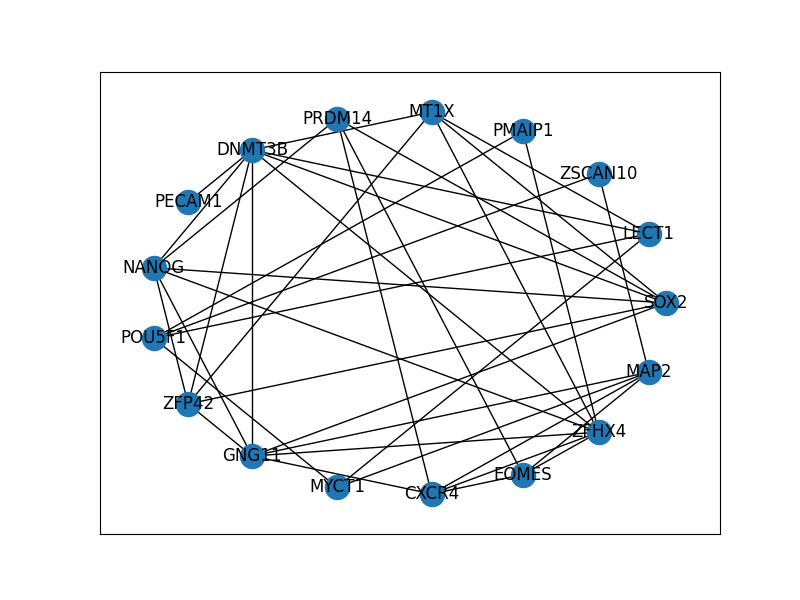 MT1X
PRDM14
PMAIP1
DNMT3B
ZSCAN10
PECAM1
LECT1
NANOG
SOX2
POU5F1
MAP2
ZFP42
ZFHX4
GNG11
EOMES
MYCT1
CXCR4